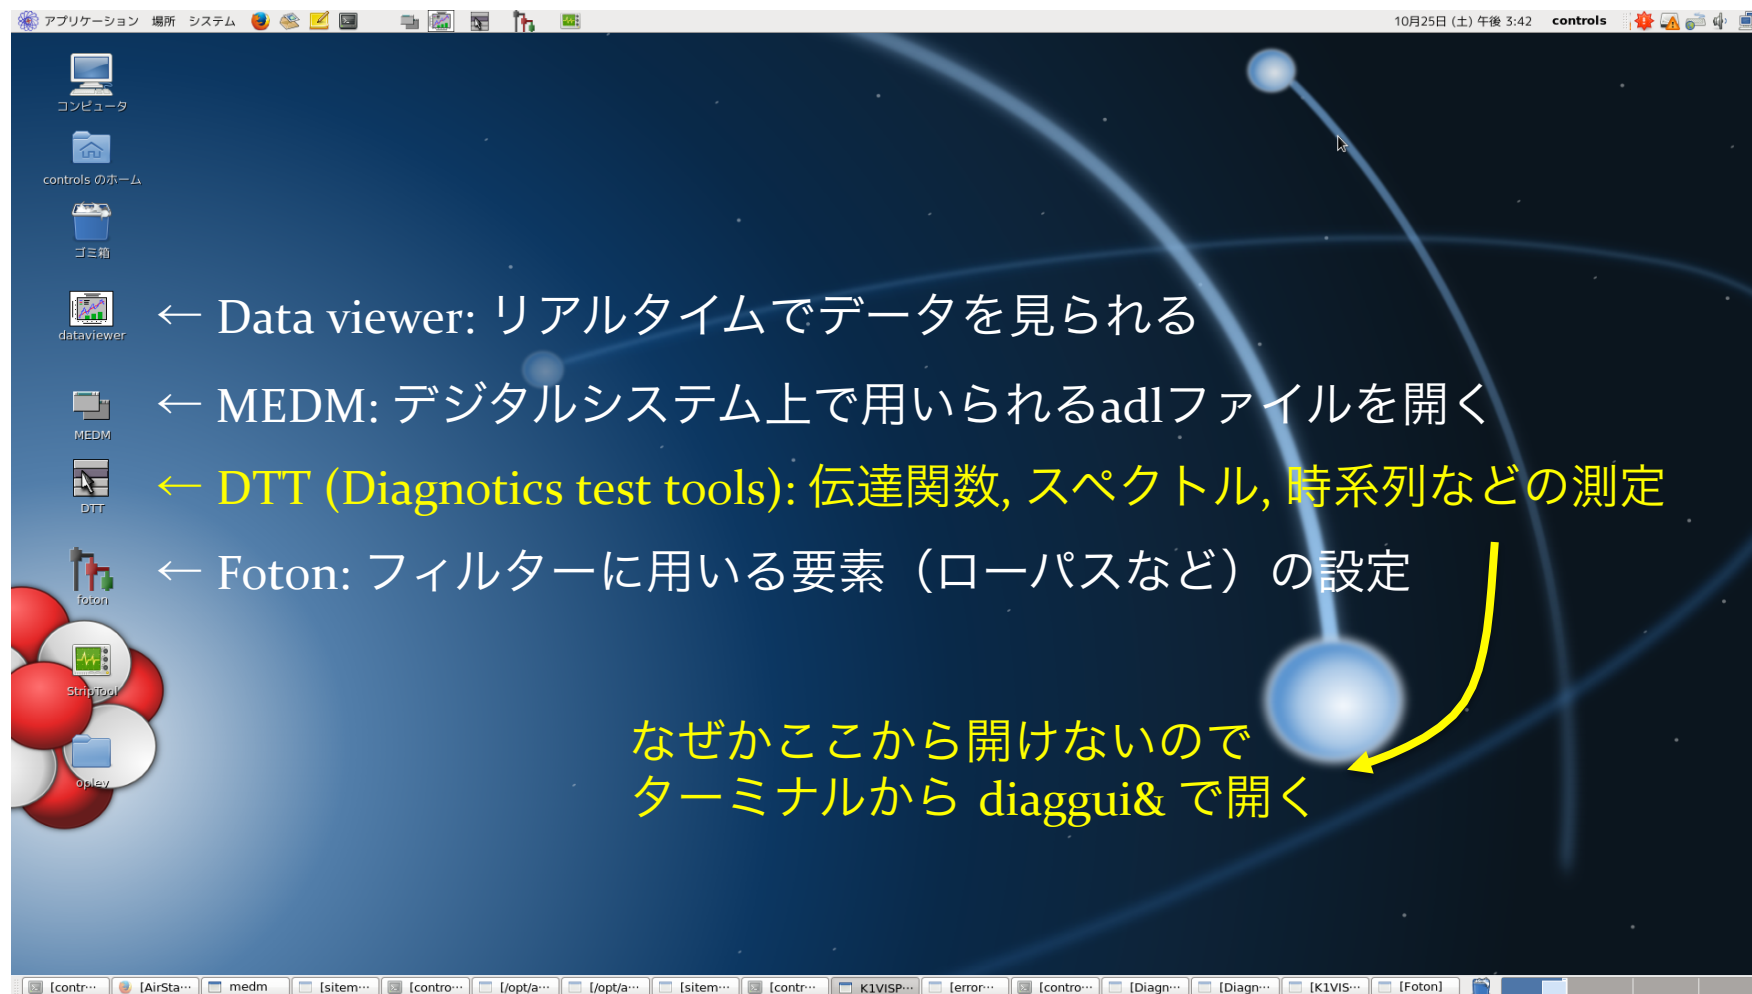 アプリケーション 場所 システム 10月25日 (土) 午後 3:42 controls
コンピュータ
controls のホーム
ゴミ箱
dataviewer
← Data viewer: リアルタイムでデータを見られる
MEDM
← MEDM: デジタルシステム上で用いられるadlファイルを開く
DTT
← DTT (Diagnotics test tools): 伝達関数, スペクトル, 時系列などの測定
foton
← Foton: フィルターに用いる要素（ローパスなど）の設定
StripTool
oplev
なぜかここから開けないので
ターミナルから diaggui& で開く
[contr… [AirSta… medm [sitem… [contro… [/opt/a… [/opt/a… [sitem… [contr… K1VISP… [error… [contro… [Diagn… [Diagn… [K1VIS… [Foton]